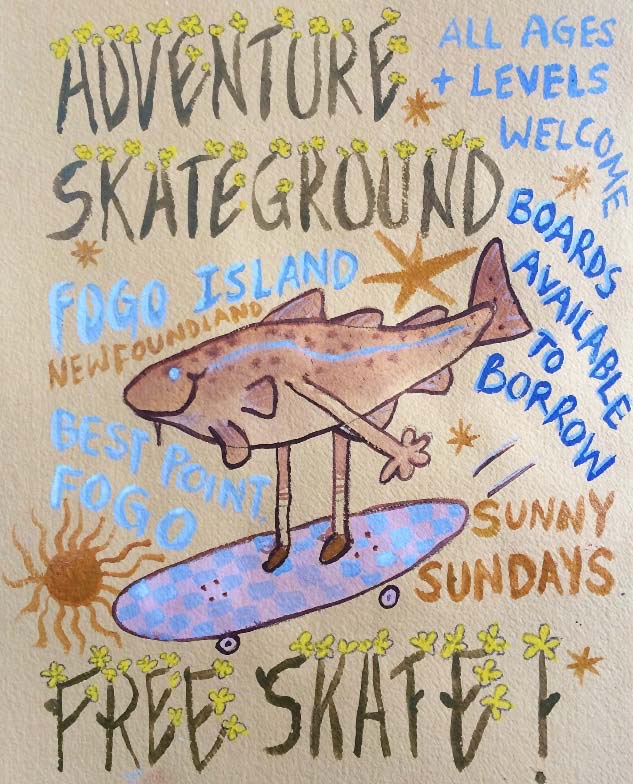 ADVENTURE
SKATEGROUND
ALL AGES
+ LEVELS
WELCOME
BOARDS
AVAILABLE
TO
BORROW
FOGO ISLAND
NEWFOUNDLAND
BEST POINT
FOGO
SUNNY
SUNDAYS
FREE SKATE!